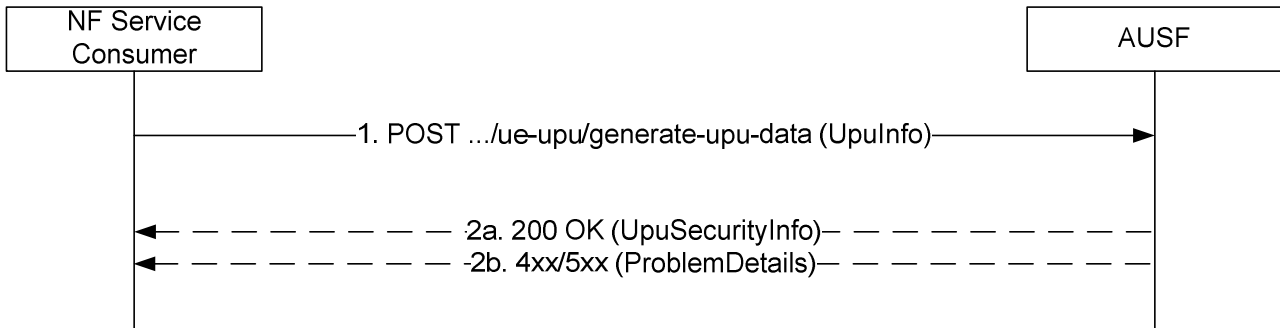 NF Service
Consumer
AUSF
1. POST .../ue-upu/generate-upu-data (UpuInfo)
2a. 200 OK (UpuSecurityInfo)
2b. 4xx/5xx (ProblemDetails)